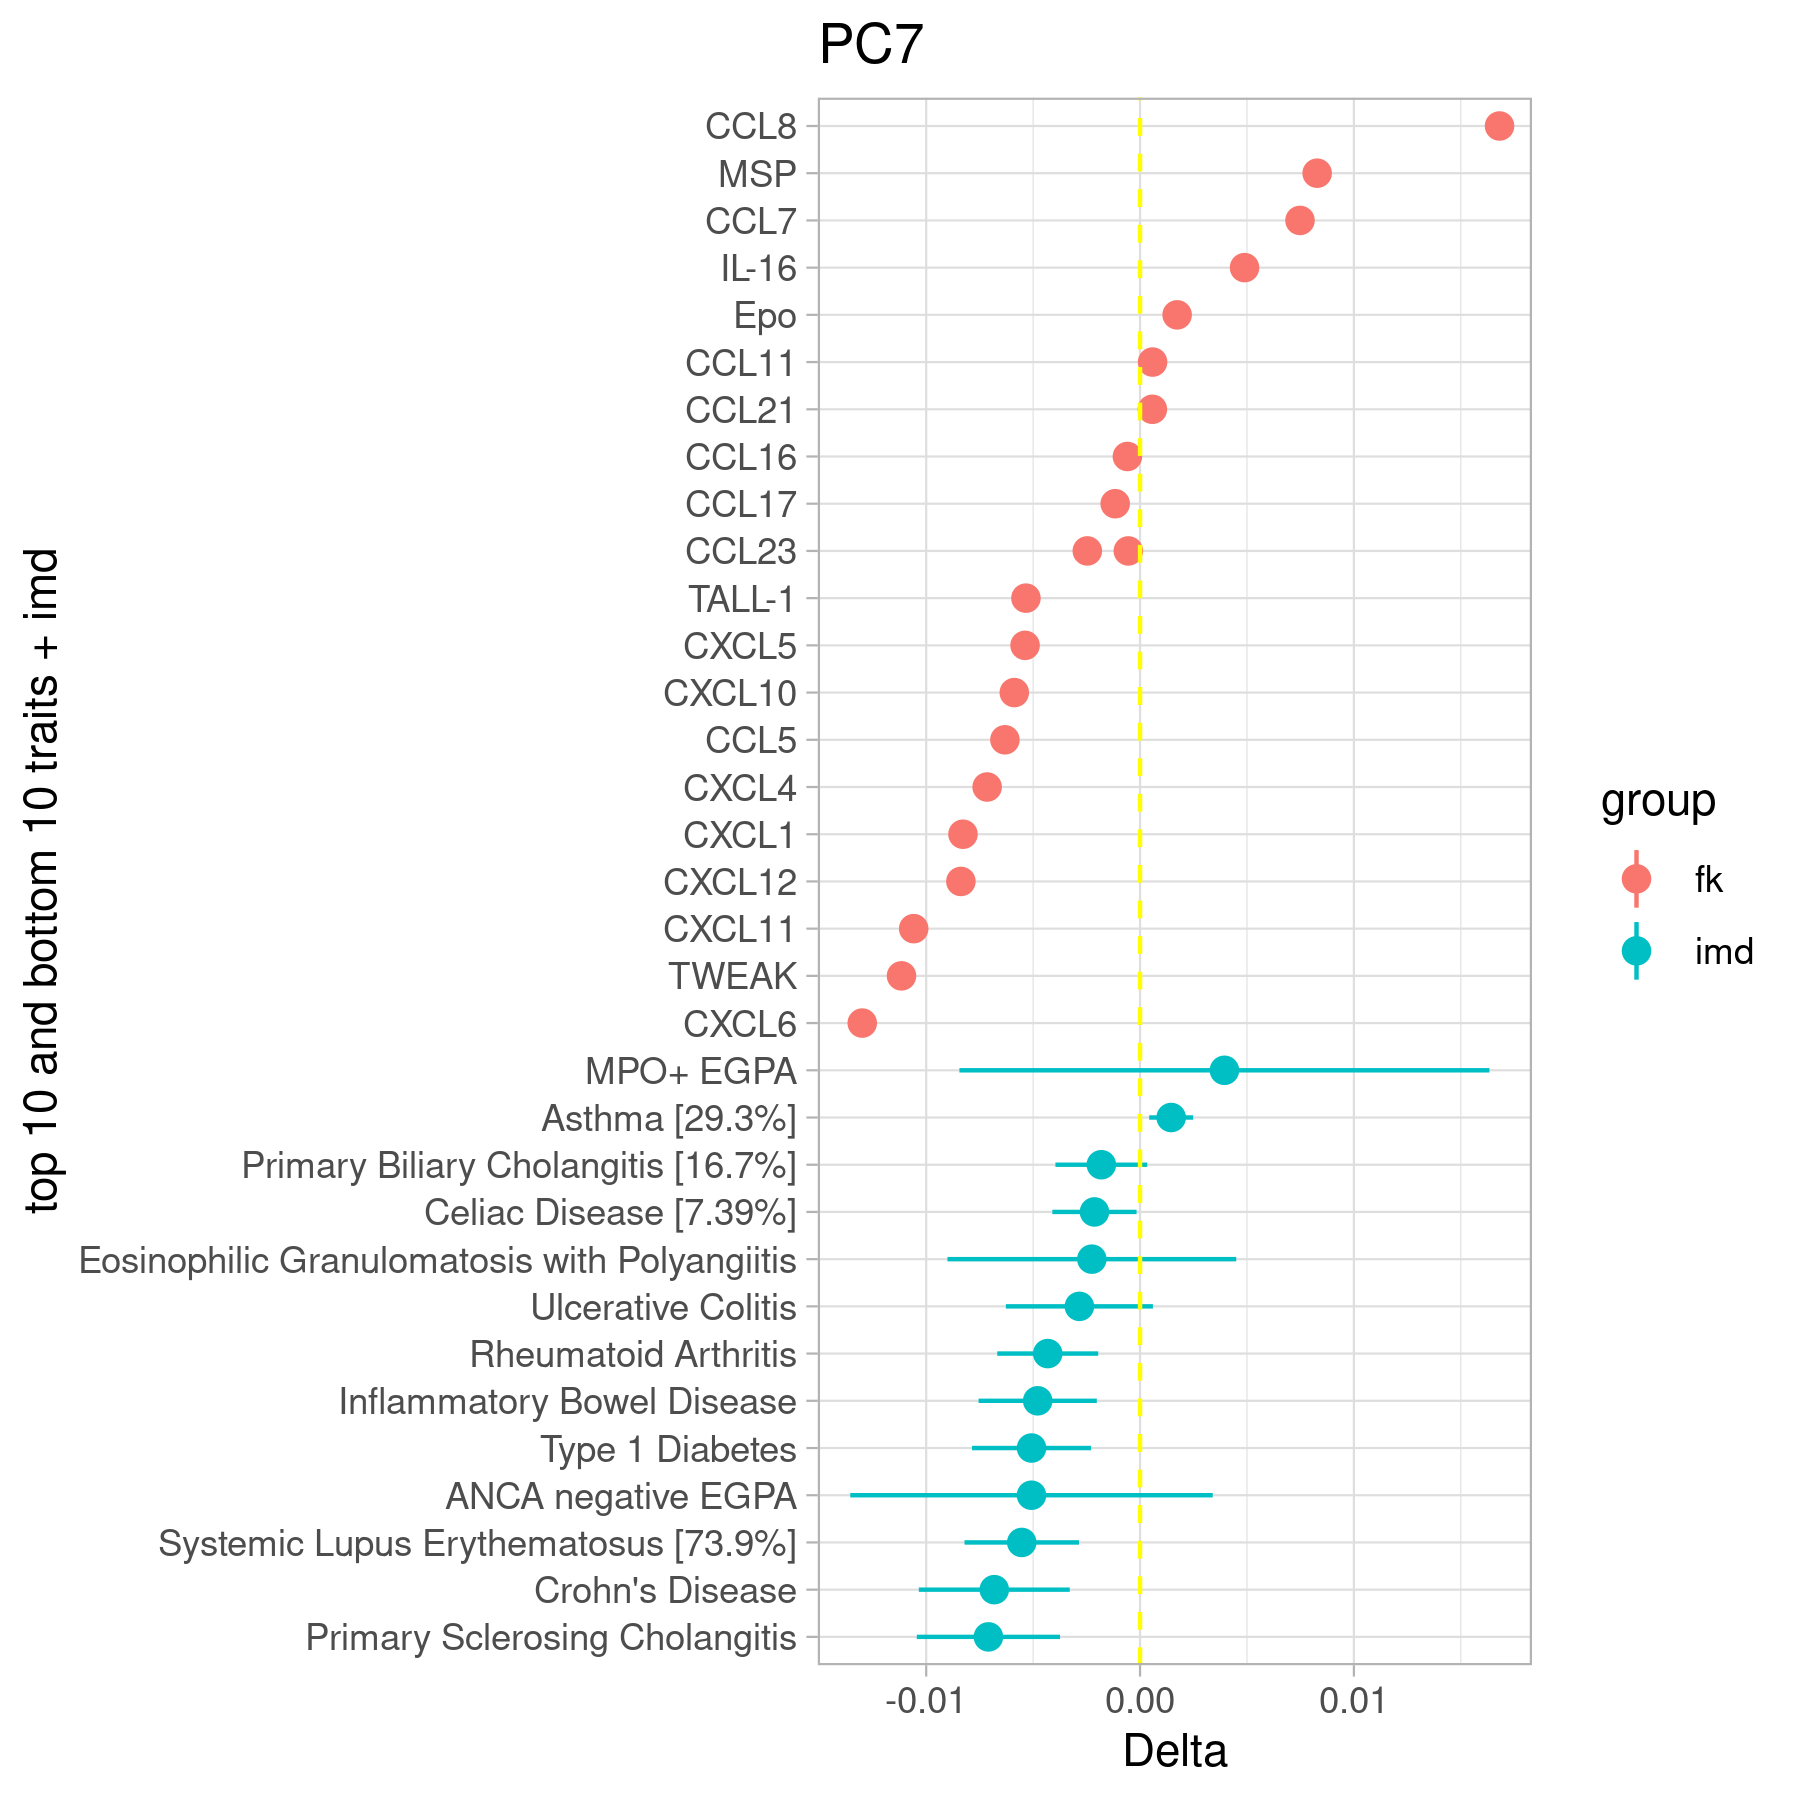 PC7
top 10 and bottom 10 traits + imd
CCL8
MSP
CCL7
IL-16
Epo
CCL11
CCL21
CCL16
CCL17
CCL23
TALL-1
CXCL5
CXCL10
CCL5
CXCL4
CXCL1
CXCL12
CXCL11
TWEAK
CXCL6
MPO+ EGPA
Asthma [29.3%]
Primary Biliary Cholangitis [16.7%]
Celiac Disease [7.39%]
Eosinophilic Granulomatosis with Polyangiitis
Ulcerative Colitis
Rheumatoid Arthritis
Inflammatory Bowel Disease
Type 1 Diabetes
ANCA negative EGPA
Systemic Lupus Erythematosus [73.9%]
Crohn's Disease
Primary Sclerosing Cholangitis
-0.01 0.00 0.01
Delta
group
fk
imd